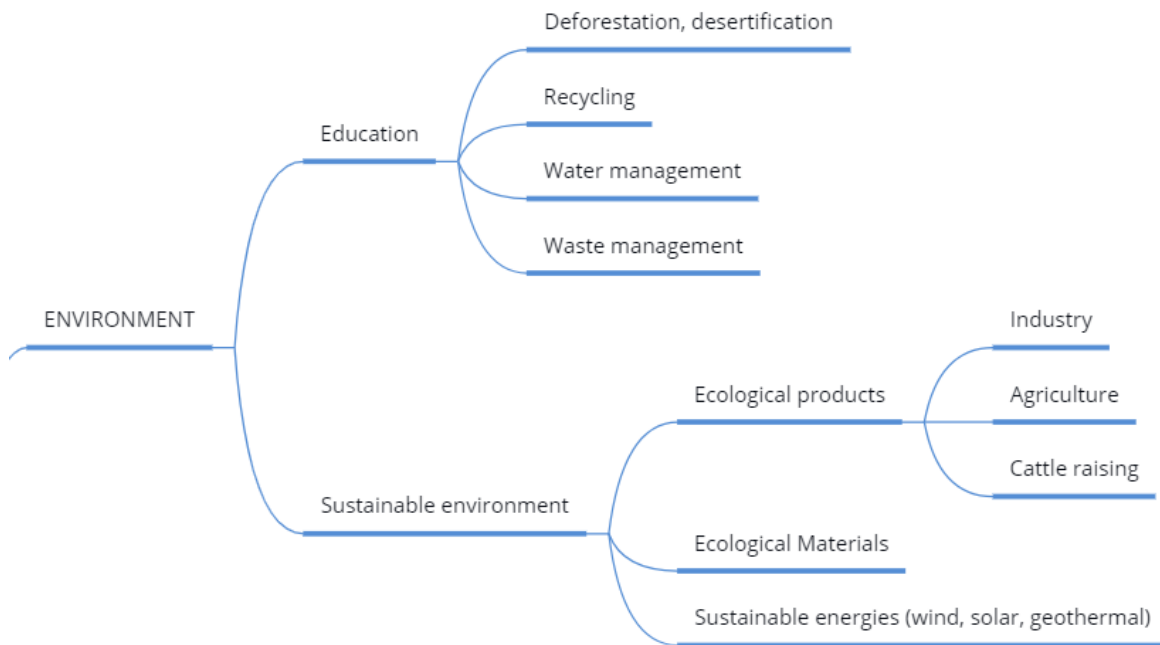 Deforestation, desertification
Recycling
Education
Water management
Waste management
ENVIRONMENT
Industry
Ecological products
Agriculture
Cattle raising
Sustainable environment
Ecological Materials
Sustainable energies (wind, solar, geothermal)